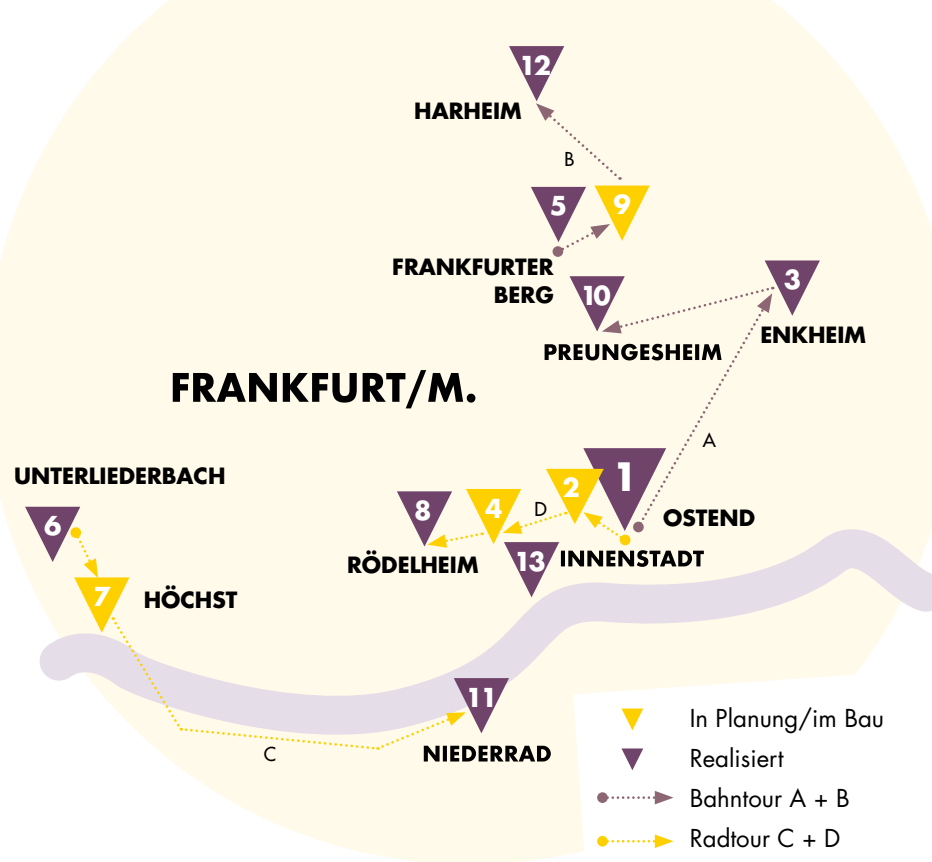 12
HARHEIM
B
5
9
FRANKFURTER
BERG
10
3
PREUNGESHEIM
ENKHEIM
FRANKFURT/M.
A
UNTERLIEDERBACH
1
2
D
4
8
6
OSTEND
RÖDELHEIM
13
INNENSTADT
7
HÖCHST
11
C
NIEDERRAD
In Planung/im Bau
Realisiert
Bahntour A + B
Radtour C + D